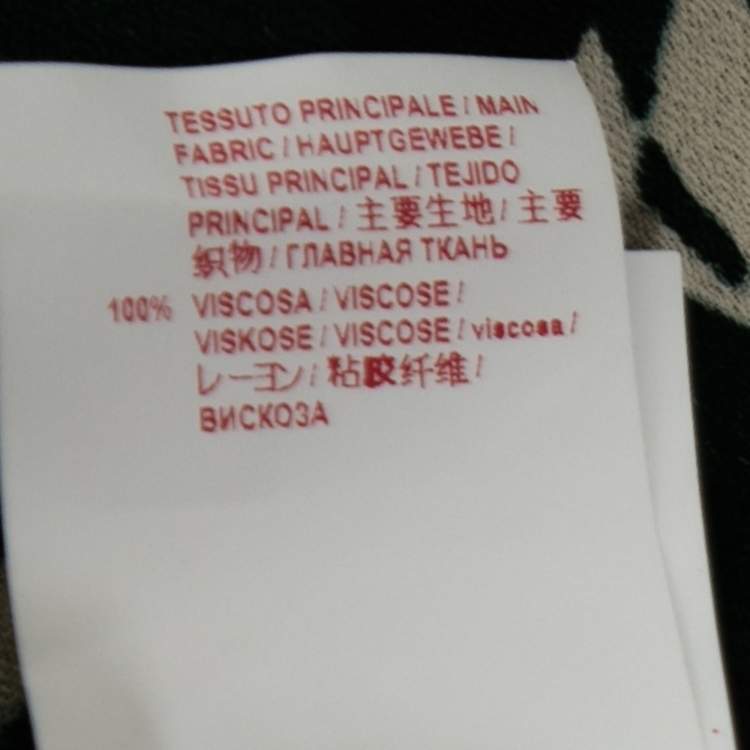 TESSUTO PRINCIPALE / MAIN
FABRIC / HAUPTGEWEBE /
TISSU PRINCIPAL / TEJIDO
PRINCIPAL / 主要生地 / 主要
织物 / ГЛАВНАЯ ТКАНЬ
100% VISCOSA / VISCOSE /
VISKOSE / VISCOSE / viscosa /
レーヨン / 粘胶纤维 /
ВИСКОЗА